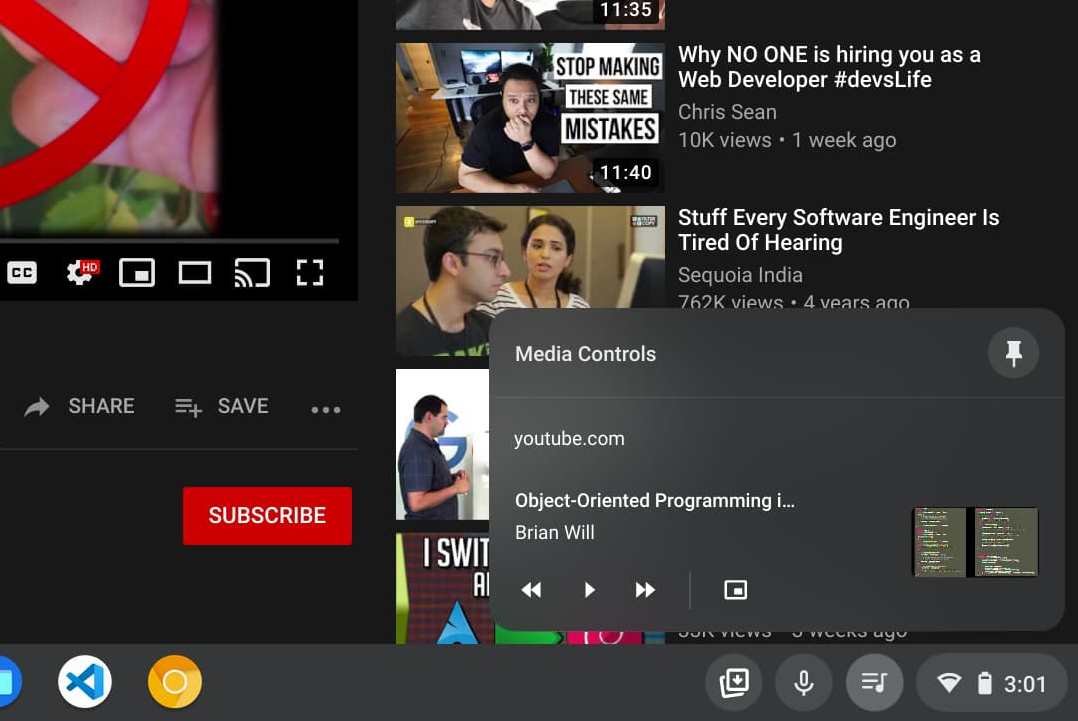 11:35
STOP MAKING
THESE SAME
MISTAKES
11:40
Why NO ONE is hiring you as a
Web Developer #devsLife
Chris Sean
10K views • 1 week ago
CC
HD
Stuff Every Software Engineer Is
Tired Of Hearing
Sequoia India
762K views • 4 years ago
SHARE
SAVE
SUBSCRIBE
I SWIT
Media Controls
youtube.com
Object-Oriented Programming i…
Brian Will
views
weeks ago
3:01